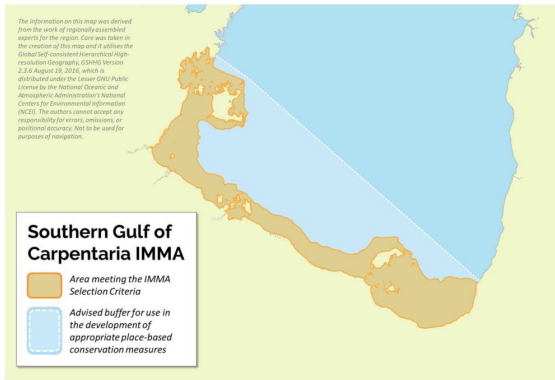 The information on this map was derived
from the work of regionally assembled
experts for the region. Care was taken in
the creation of this map and it utilises the
Global Self-consistent Hierarchical High-
resolution Geography, GSHHG Version
2.3.6 August 19, 2016, which is
distributed under the Lesser GNU Public
License by the National Oceanic and
Atmospheric Administration's National
Centers for Environmental Information
(NCEI). The authors cannot accept any
responsibility for errors, omissions, or
positional accuracy. Not to be used for
purposes of navigation.
Southern Gulf of
Carpentaria IMMA
Area meeting the IMMA
Selection Criteria
Advised buffer for use in
the development of
appropriate place-based
conservation measures